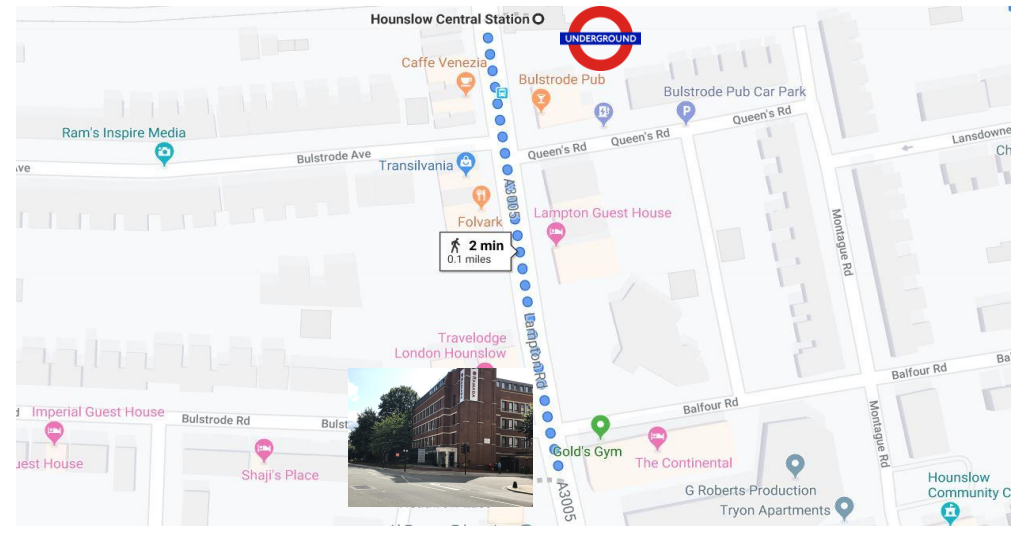 Hounslow Central Station
UNDERGROUND
Caffe Venezia
Bulstrode Pub
Bulstrode Pub Car Park
Queen's Rd
Ram's Inspire Media
Lansdowne
Bulstrode Ave
Queen's Rd
Queen's Rd
Ch
ve
Transilvania
A3005
Folvark
Lampton Guest House
Montague Rd
2 min
0.1 miles
Lampton Rd
Travelodge
London Hounslow
Ba
Balfour Rd
Balfour Rd
d
Imperial Guest House
Bulstrode Rd
Bulst
Montague Rd
Gold's Gym
The Continental
uest House
Shaji's Place
G Roberts Production
Hounslow
Community C
A3005
Tryon Apartments
P